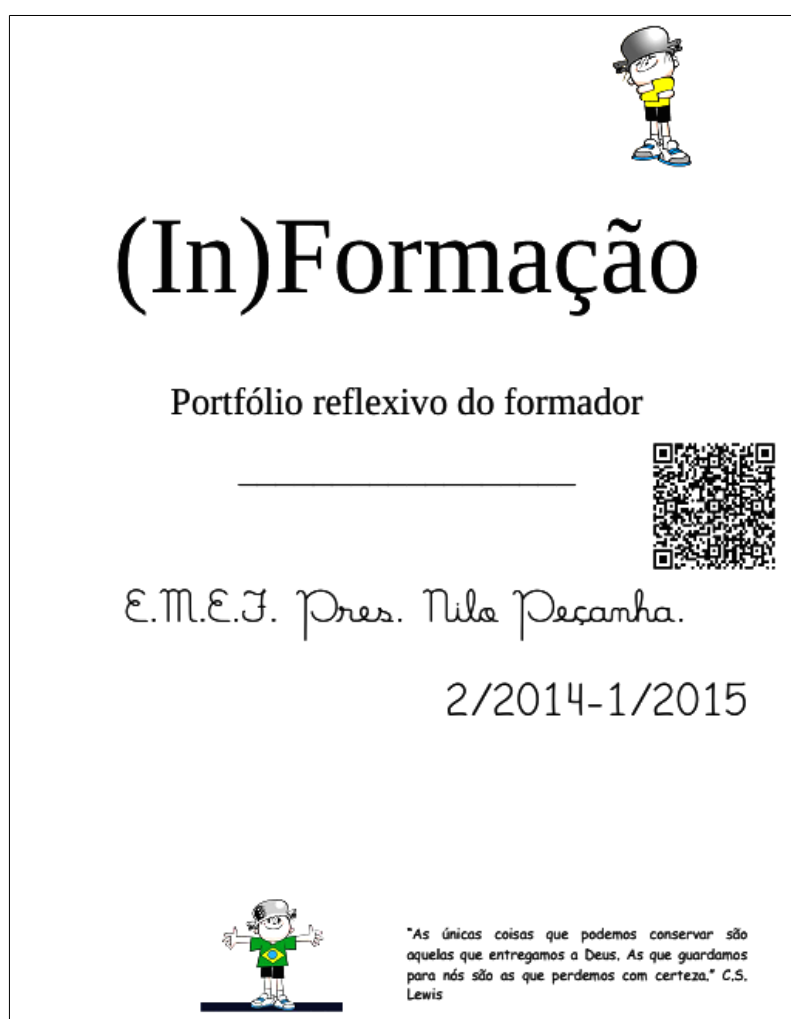 (In)Formação
Portfólio reflexivo do formador
E.M.E.F. Pres. Nilo Peçanha.
2/2014-1/2015
"As únicas coisas que podemos conservar são
aquelas que entregamos a Deus. As que guardamos
para nós são as que perdemos com certeza." C.S.
Lewis